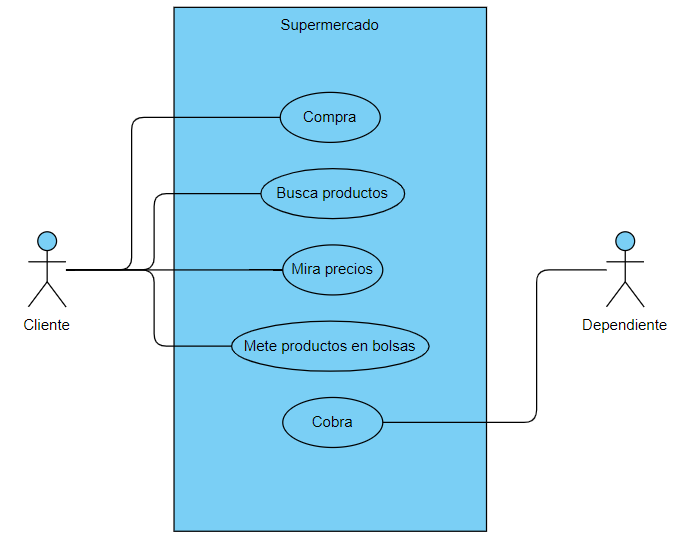 Supermercado
Compra
Busca productos
Mira precios
Cliente
Dependiente
Mete productos en bolsas
Cobra